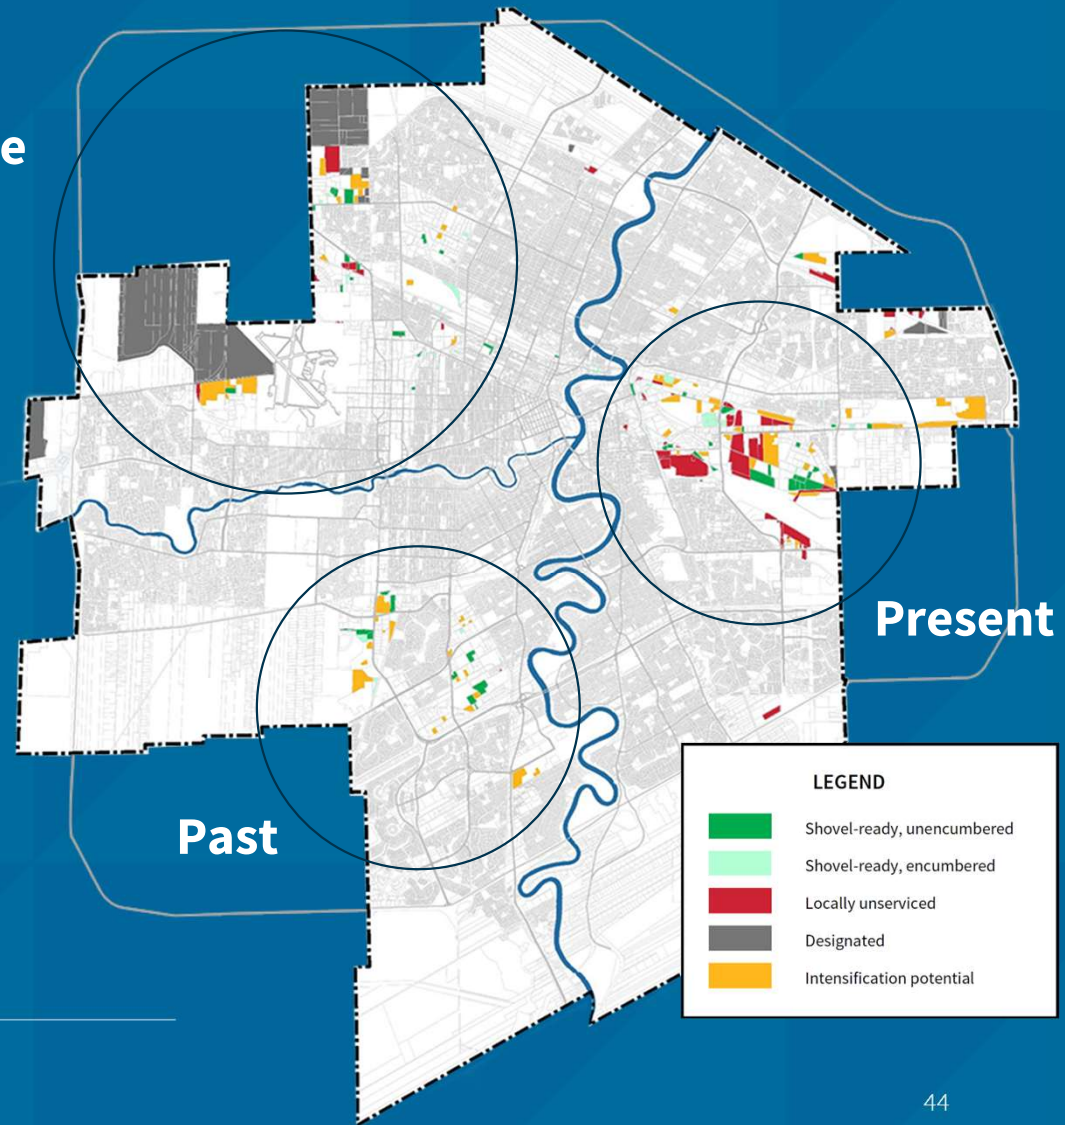 e
Present
Past
LEGEND
Shovel-ready, unencumbered
Shovel-ready, encumbered
Locally unserviced
Designated
Intensification potential
44